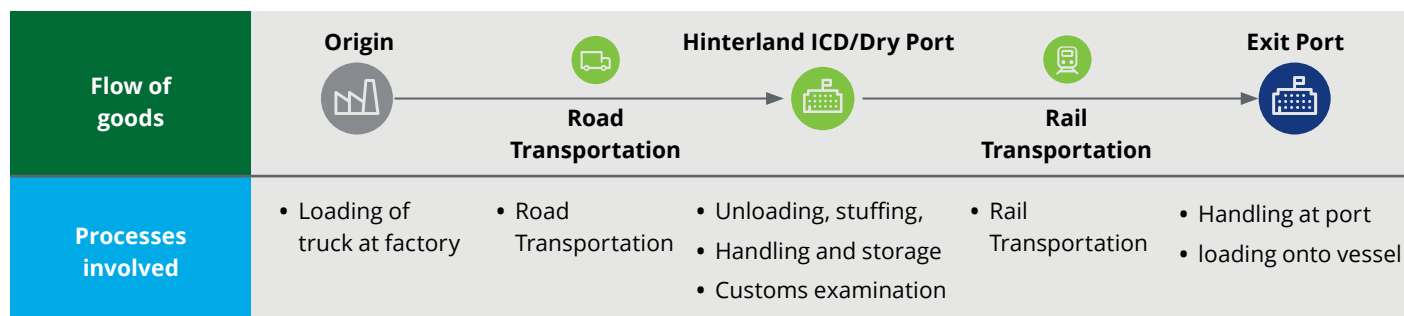 Flow of
goods
Origin
Road
Transportation
Hinterland ICD/Dry Port
Rail
Transportation
Exit Port
Processes
involved
• Loading of
truck at factory
• Road
Transportation
• Unloading, stuffing,
• Handling and storage
• Customs examination
• Rail
Transportation
• Handling at port
• loading onto vessel